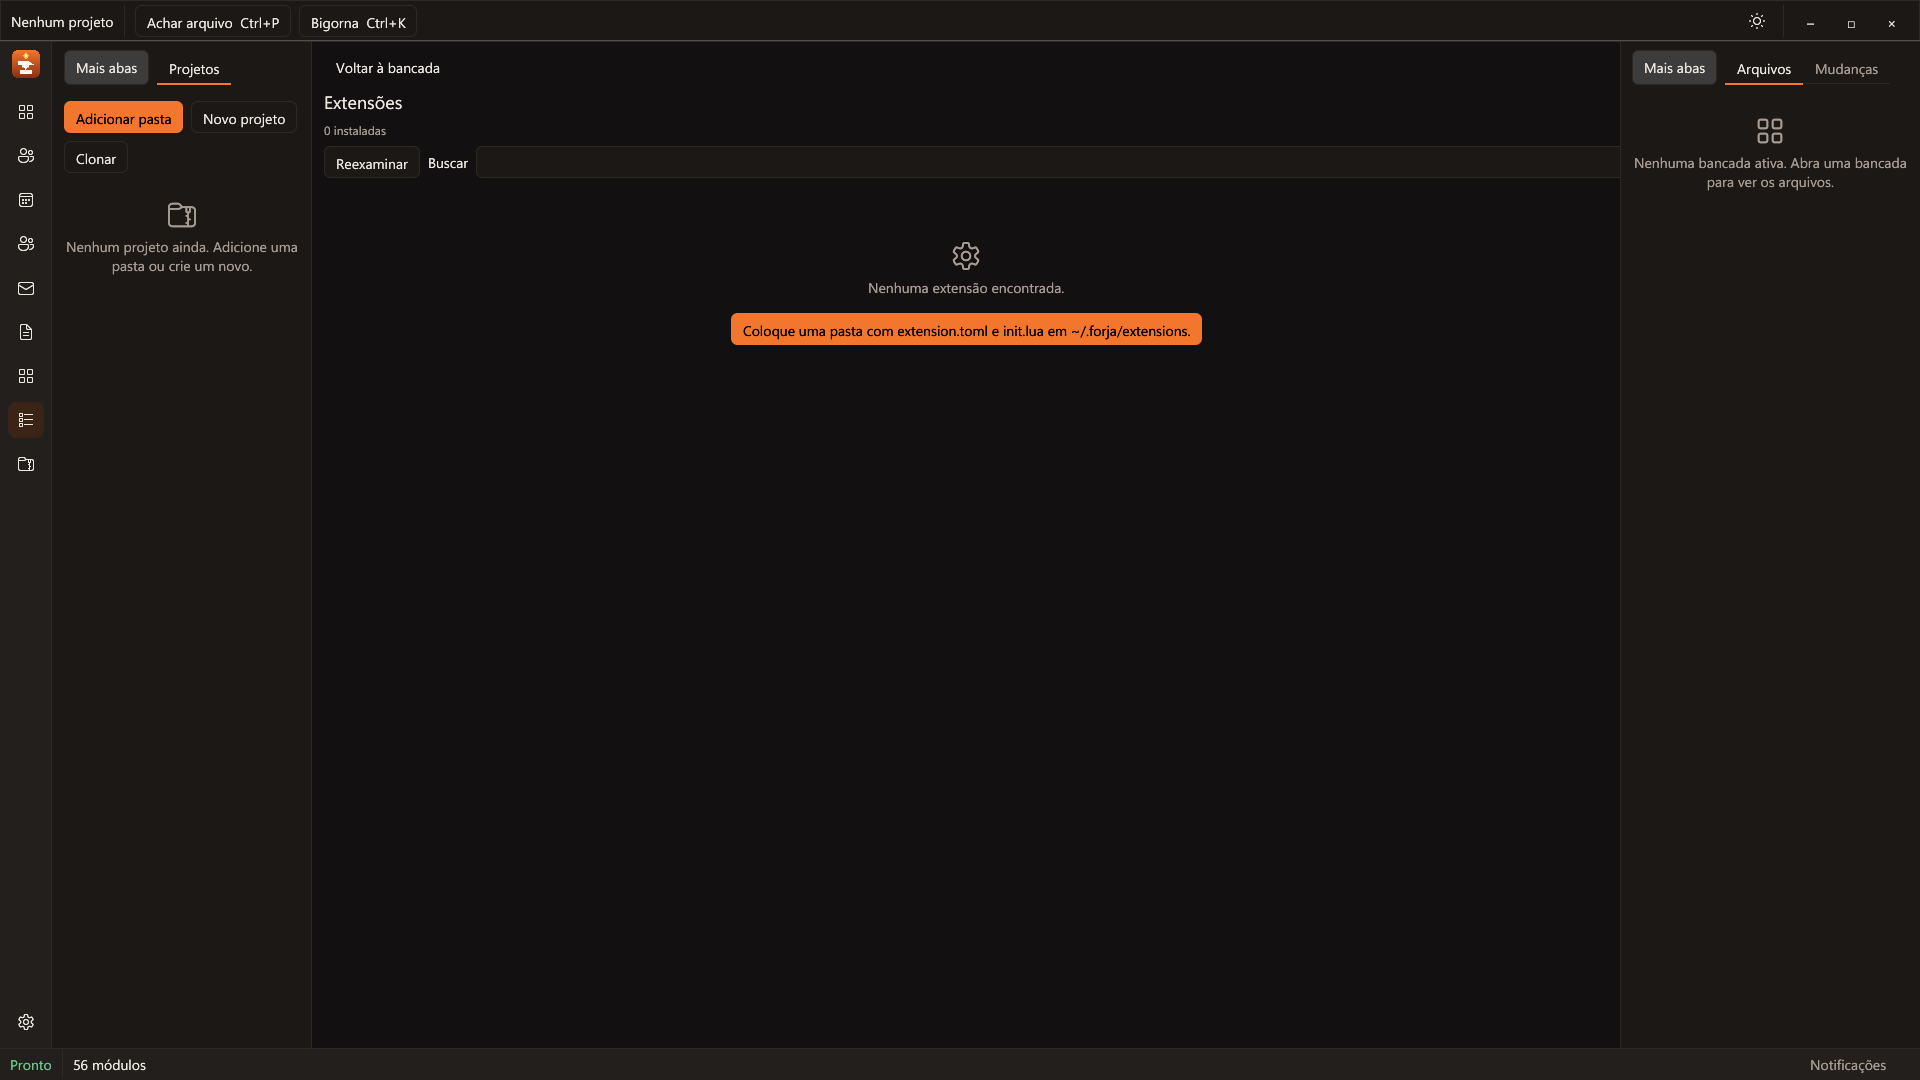 Nenhum projeto
Achar arquivo Ctrl+P
Bigorna Ctrl+K
Mais abas
Projetos
Adicionar pasta
Novo projeto
Clonar
Nenhum projeto ainda. Adicione uma
pasta ou crie um novo.
Voltar à bancada
Extensões
0 instaladas
Reexaminar
Buscar
Nenhuma extensão encontrada.
Coloque uma pasta com extension.toml e init.lua em ~/.forja/extensions.
Mais abas
Arquivos
Mudanças
Nenhuma bancada ativa. Abra uma bancada
para ver os arquivos.
Pronto
56 módulos
Notificações